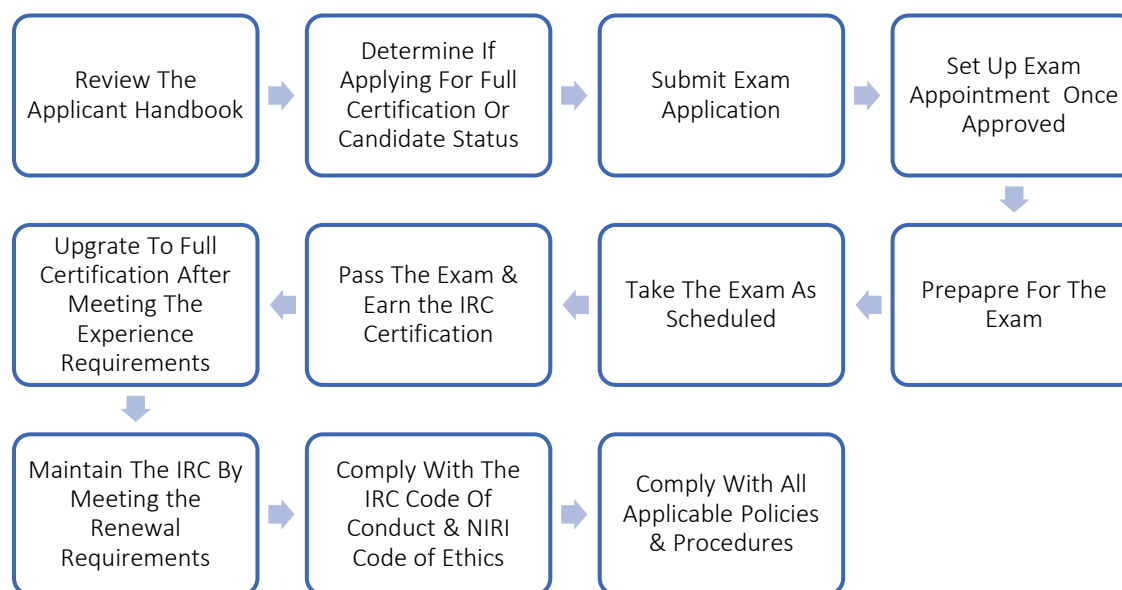 Review The
Applicant Handbook
Determine If
Applying For Full
Certification Or
Candidate Status
Submit Exam
Application
Set Up Exam
Appointment Once
Approved
Prepapre For The
Exam
Take The Exam As
Scheduled
Pass The Exam &
Earn the IRC
Certification
Upgrate To Full
Certification After
Meeting The
Experience
Requirements
Maintain The IRC By
Meeting the
Renewal
Requirements
Comply With The
IRC Code Of
Conduct & NIRI
Code of Ethics
Comply With All
Applicable Policies
& Procedures